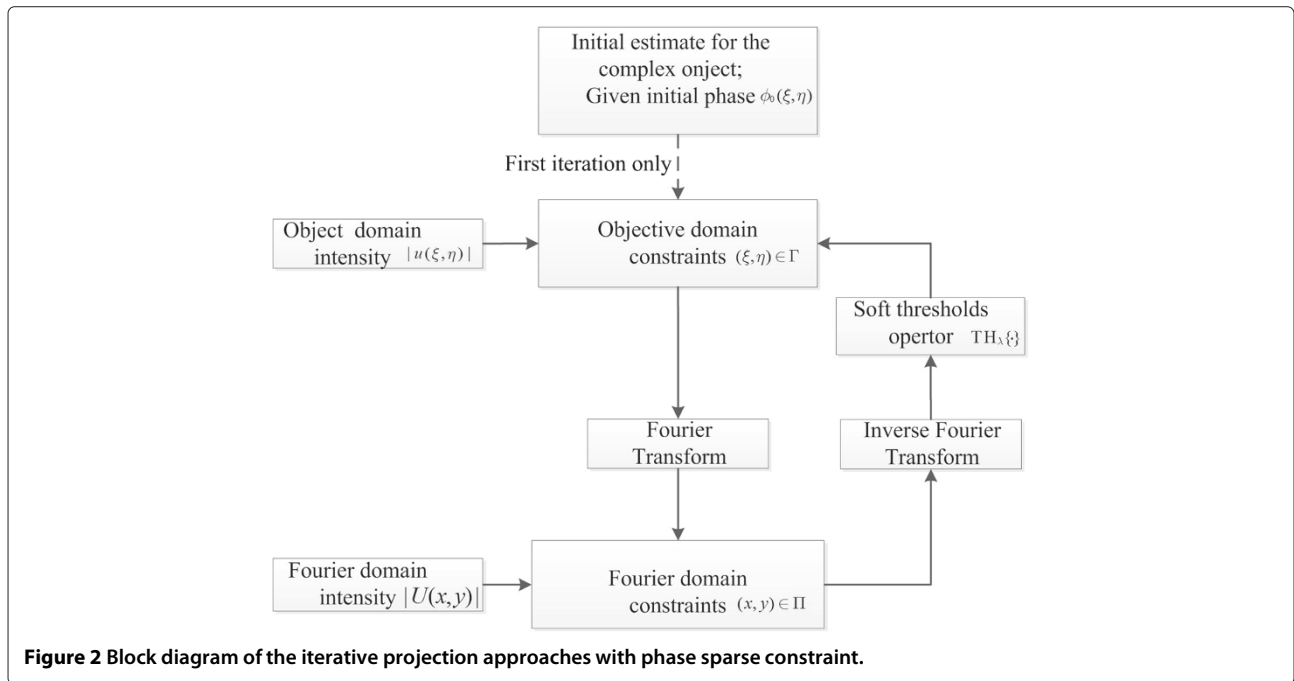 Initial estimate for the
complex onject;
Given initial phase ϕ₀(ξ,η)
First iteration only
Object domain
intensity |u(ξ,η)|
Objective domain
constraints (ξ,η)∈Γ
Soft thresholds
opertor TH_λ{·}
Fourier
Transform
Inverse Fourier
Transform
Fourier domain
intensity |U(x,y)|
Fourier domain
constraints (x,y)∈Π
Figure 2 Block diagram of the iterative projection approaches with phase sparse constraint.